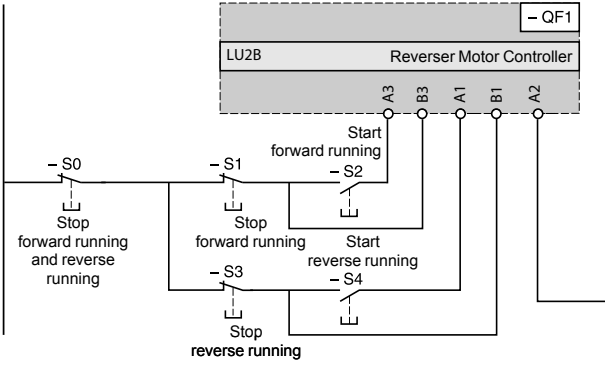 – QF1
LU2B Reverser Motor Controller
A3 B3 A1 B1 A2
Start
forward running
– S0
– S1
– S2
Stop
forward running
and reverse
running
Stop
forward running
Start
reverse running
– S3
– S4
Stop
reverse running